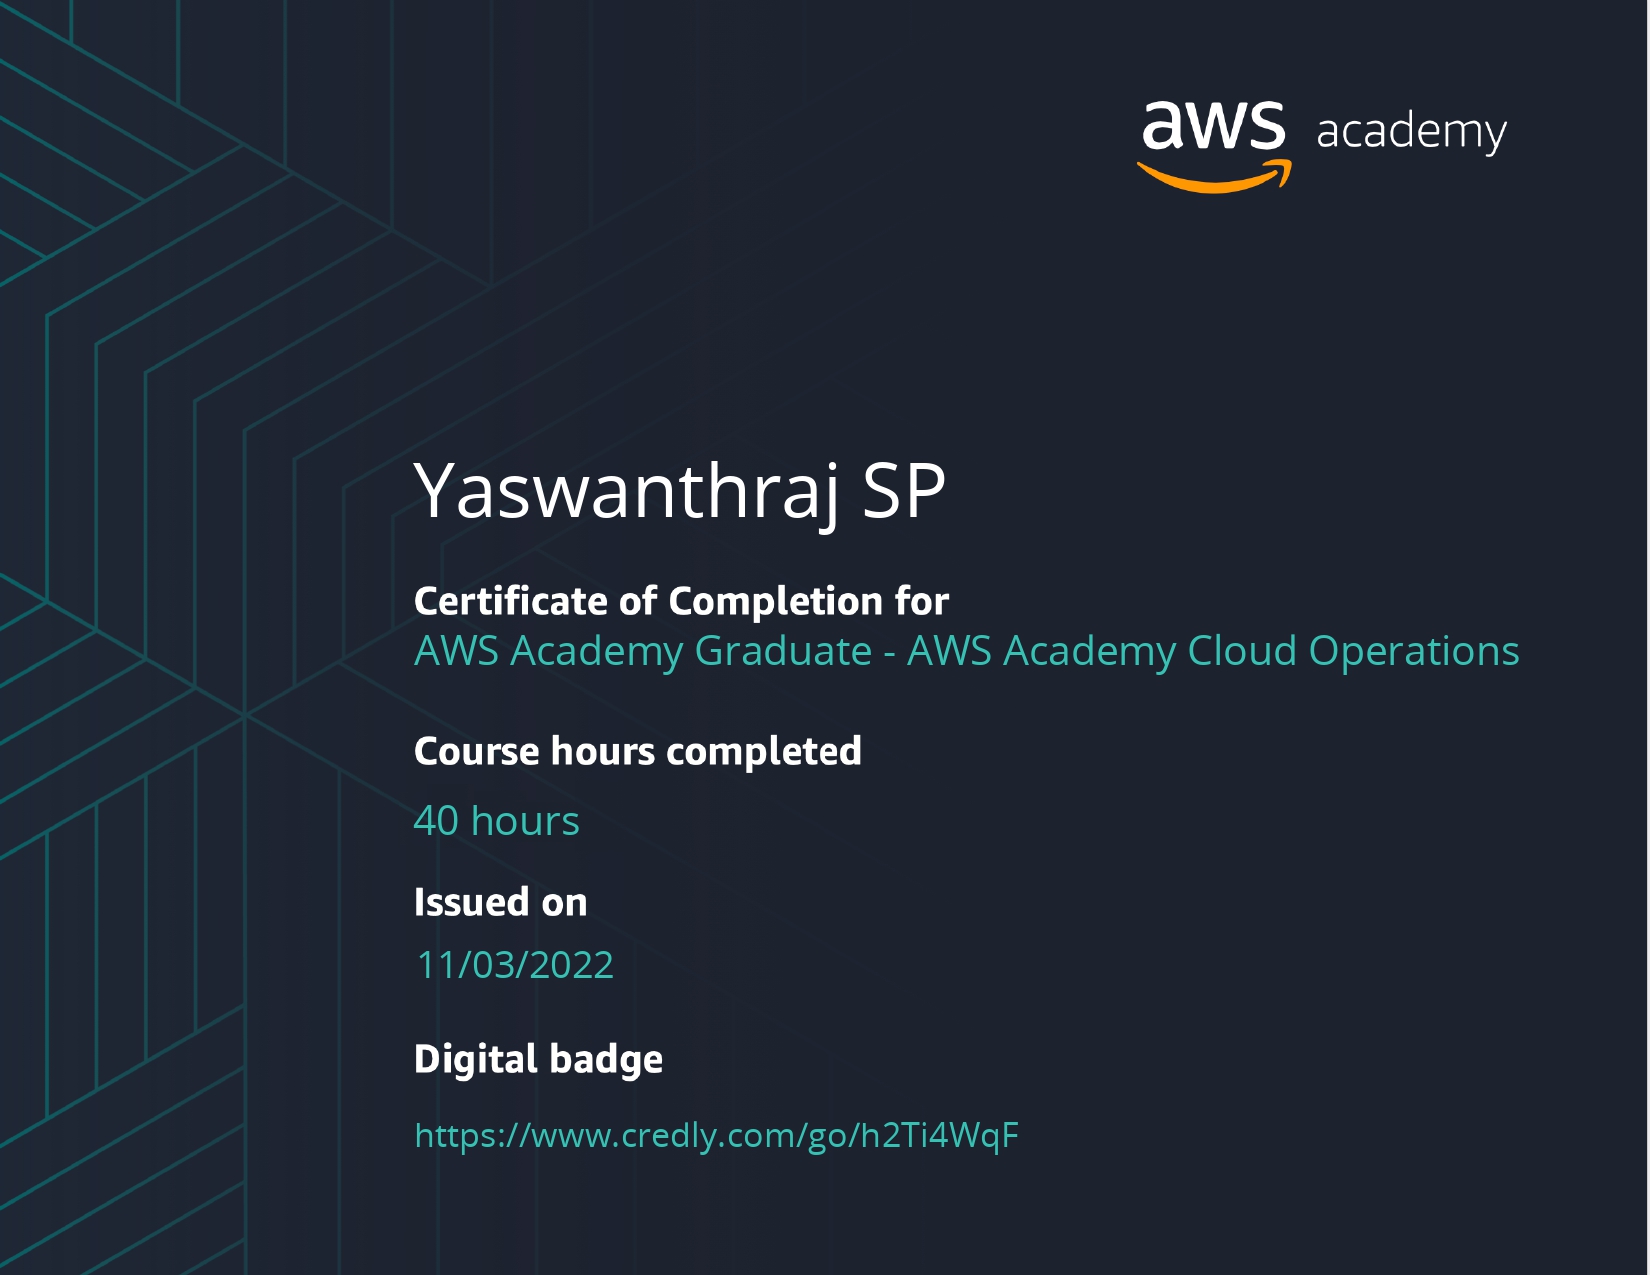 aws academy
Yaswanthraj SP
Certificate of Completion for
AWS Academy Graduate - AWS Academy Cloud Operations
Course hours completed
40 hours
Issued on
11/03/2022
Digital badge
https://www.credly.com/go/h2Ti4WqF